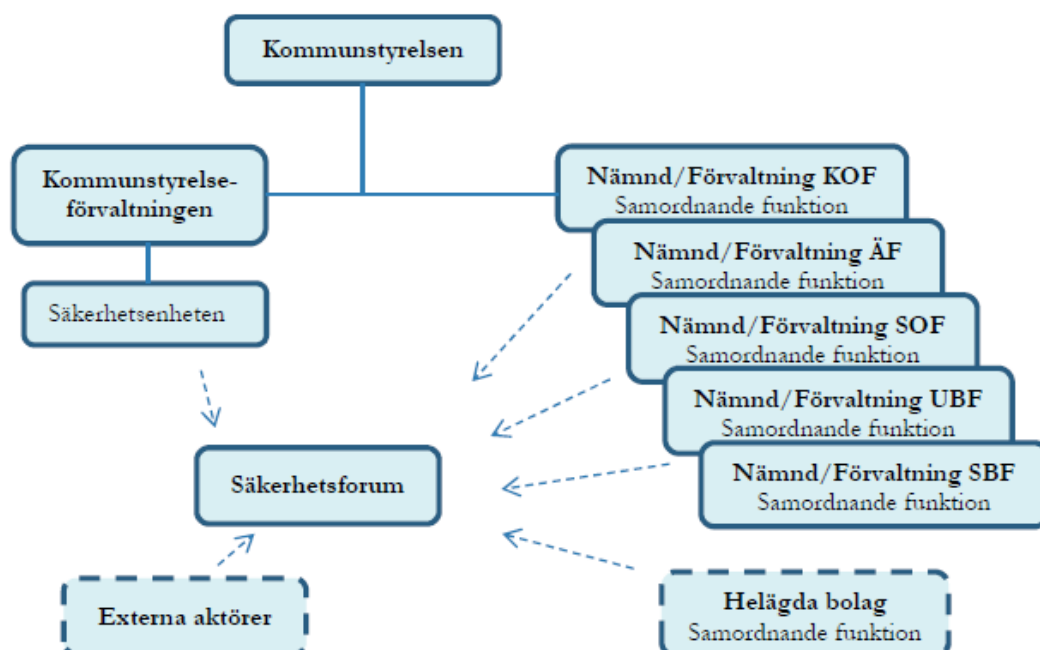 Kommunstyrelsen
Kommunstyrelse-
förvaltningen
Säkerhetsenheten
Nämnd/Förvaltning KOF
Samordnande funktion
Nämnd/Förvaltning ÄF
Samordnande funktion
Nämnd/Förvaltning SOF
Samordnande funktion
Nämnd/Förvaltning UBF
Samordnande funktion
Nämnd/Förvaltning SBF
Samordnande funktion
Säkerhetsforum
Externa aktörer
Helägda bolag
Samordnande funktion